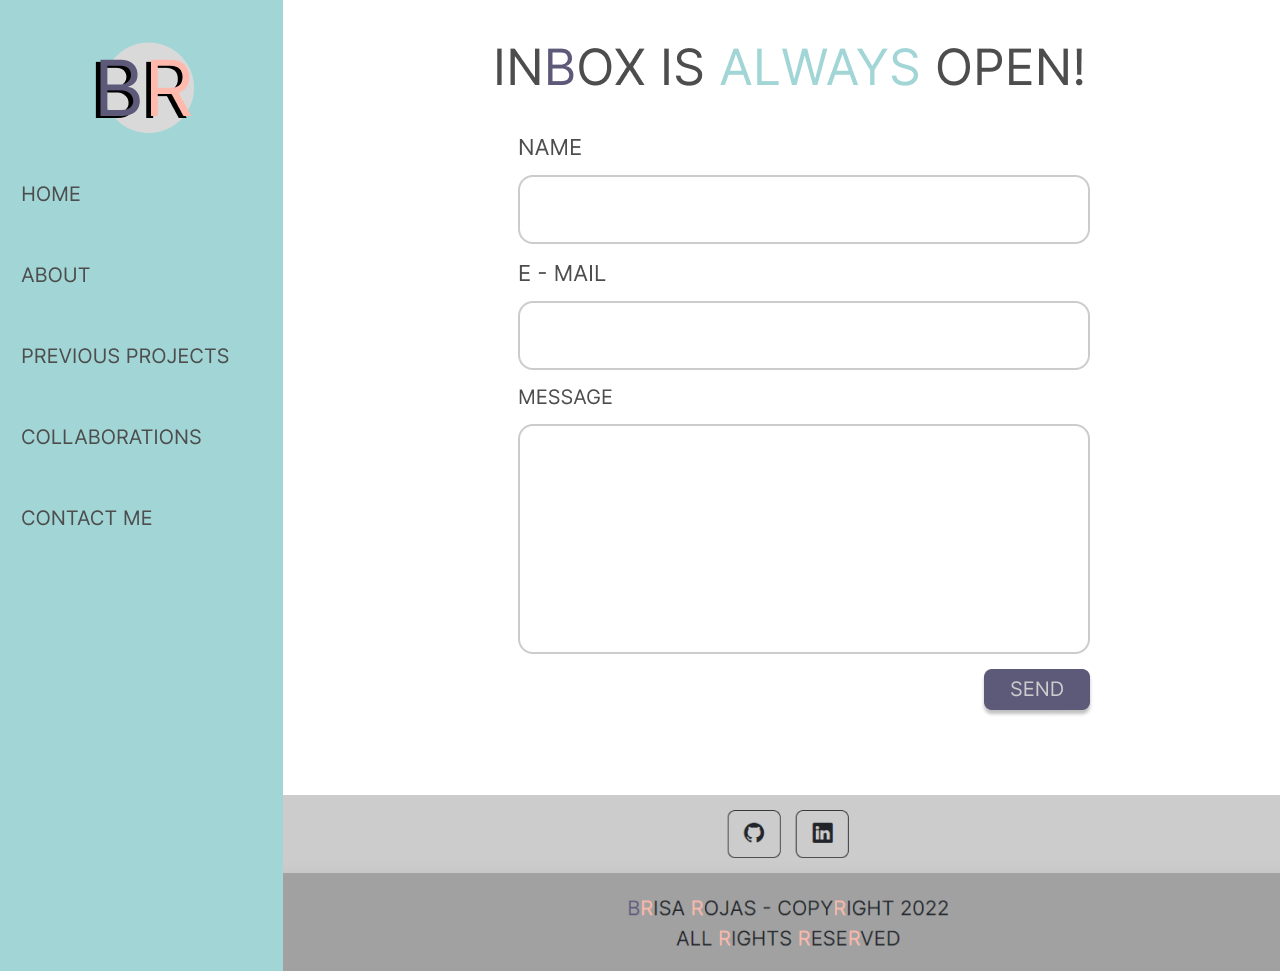 BR
HOME
ABOUT
PREVIOUS PROJECTS
COLLABORATIONS
CONTACT ME
INBOX IS ALWAYS OPEN!
NAME
E - MAIL
MESSAGE
SEND
in
BRISA ROJAS - COPYRIGHT 2022
ALL RIGHTS RESERVED